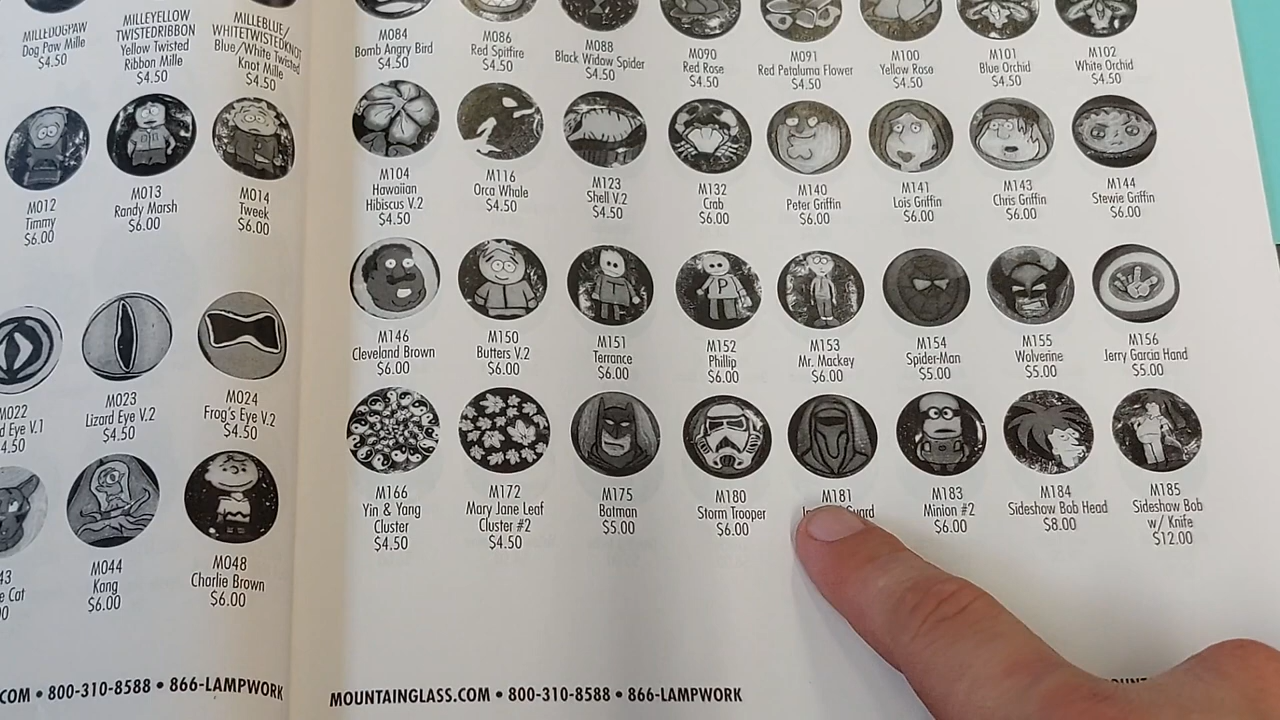 MILLEDOGPAW
Dog Paw Mille
$4.50
MILLEYELLOW
TWISTEDRIBBON
Yellow Twisted
Ribbon Mille
$4.50
MILLEBLUE/
WHITETWISTEDKNOT
Blue/White Twisted
Knot Mille
$4.50
M012
Timmy
$6.00
M013
Randy Marsh
$6.00
M014
Tweek
$6.00
M022
d Eye V.1
4.50
M023
Lizard Eye V.2
$4.50
M024
Frog's Eye V.2
$4.50
43
e Cat
00
M044
Kang
$6.00
M048
Charlie Brown
$6.00
.COM • 800-310-8588 • 866-LAMPWORK
M084
Bomb Angry Bird
$4.50
M086
Red Spitfire
$4.50
M088
Black Widow Spider
$4.50
M090
Red Rose
$4.50
M091
Red Petaluma Flower
$4.50
M100
Yellow Rose
$4.50
M101
Blue Orchid
$4.50
M102
White Orchid
$4.50
M104
Hawaiian
Hibiscus V.2
$4.50
M116
Orca Whale
$4.50
M123
Shell V.2
$4.50
M132
Crab
$6.00
M140
Peter Griffin
$6.00
M141
Lois Griffin
$6.00
M143
Chris Griffin
$6.00
M144
Stewie Griffin
$6.00
M146
Cleveland Brown
$6.00
M150
Butters V.2
$6.00
M151
Terrance
$6.00
M152
Phillip
$6.00
M153
Mr. Mackey
$6.00
M154
Spider-Man
$5.00
M155
Wolverine
$5.00
M156
Jerry Garcia Hand
$5.00
M166
Yin & Yang
Cluster
$4.50
M172
Mary Jane Leaf
Cluster #2
$4.50
M175
Batman
$5.00
M180
Storm Trooper
$6.00
M181
Guard
M183
Minion #2
$6.00
M184
Sideshow Bob Head
$8.00
M185
Sideshow Bob
w/ Knife
$12.00
MOUNTAINGLASS.COM • 800-310-8588 • 866-LAMPWORK